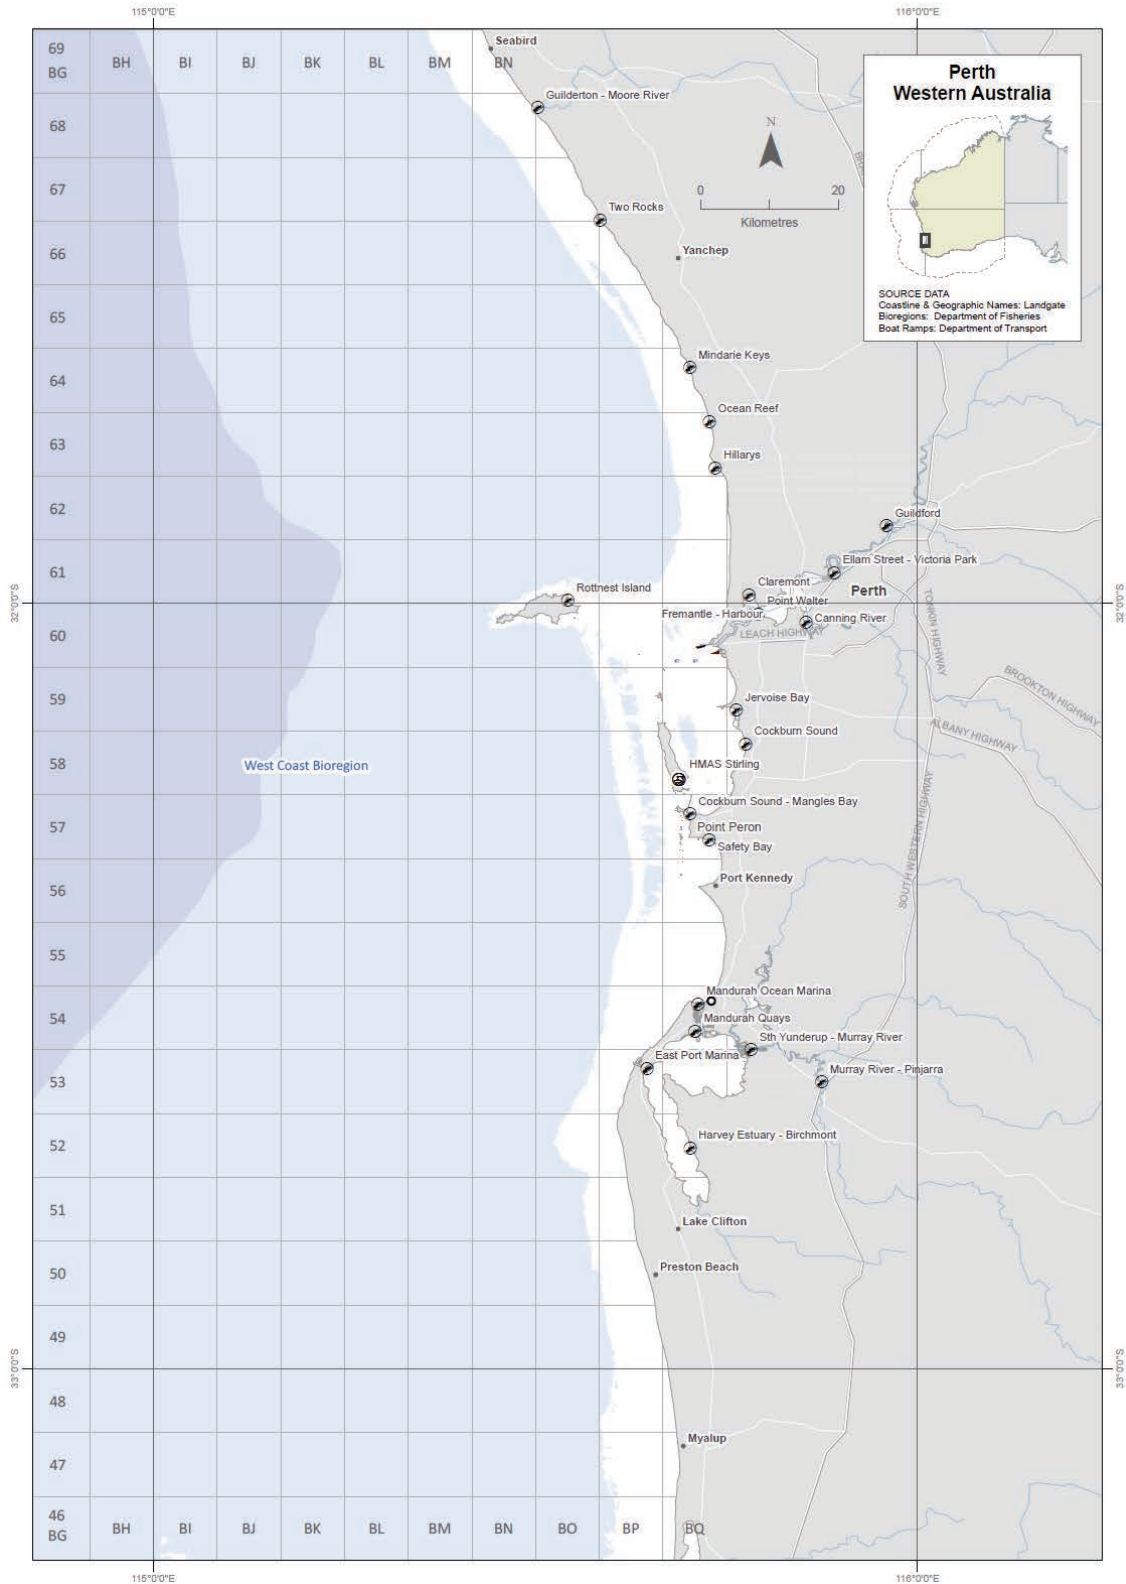 115°0'0"E
116°0'0"E
69
BG
BH
BI
BJ
BK
BL
BM
BN
Seabird
Guilderton - Moore River
68
Perth
Western Australia
N
0
20
Kilometres
SOURCE DATA
Coastline & Geographic Names: Landgate
Bioregions: Department of Fisheries
Boat Ramps: Department of Transport
67
Two Rocks
66
Yanchep
65
64
Mindarie Keys
Ocean Reef
63
Hillarys
62
Guildford
61
Ellam Street - Victoria Park
Claremont
Rottnest Island
Perth
Point Walter
32°0'0"S
32°0'0"S
Fremantle - Harbour
Canning River
60
LEACH HIGHWAY
TONKIN HIGHWAY
BROOKTON HIGHWAY
59
Jervoise Bay
ALBANY HIGHWAY
Cockburn Sound
58
West Coast Bioregion
HMAS Stirling
Cockburn Sound - Mangles Bay
57
Point Peron
Safety Bay
SOUTH WESTERN HIGHWAY
56
Port Kennedy
55
Mandurah Ocean Marina
54
Mandurah Quays
Sth Yunderup - Murray River
East Port Marina
53
Murray River - Pinjarra
52
Harvey Estuary - Birchmont
51
Lake Clifton
50
Preston Beach
49
33°0'0"S
33°0'0"S
48
Myalup
47
46
BG
BH
BI
BJ
BK
BL
BM
BN
BO
BP
BQ
115°0'0"E
116°0'0"E